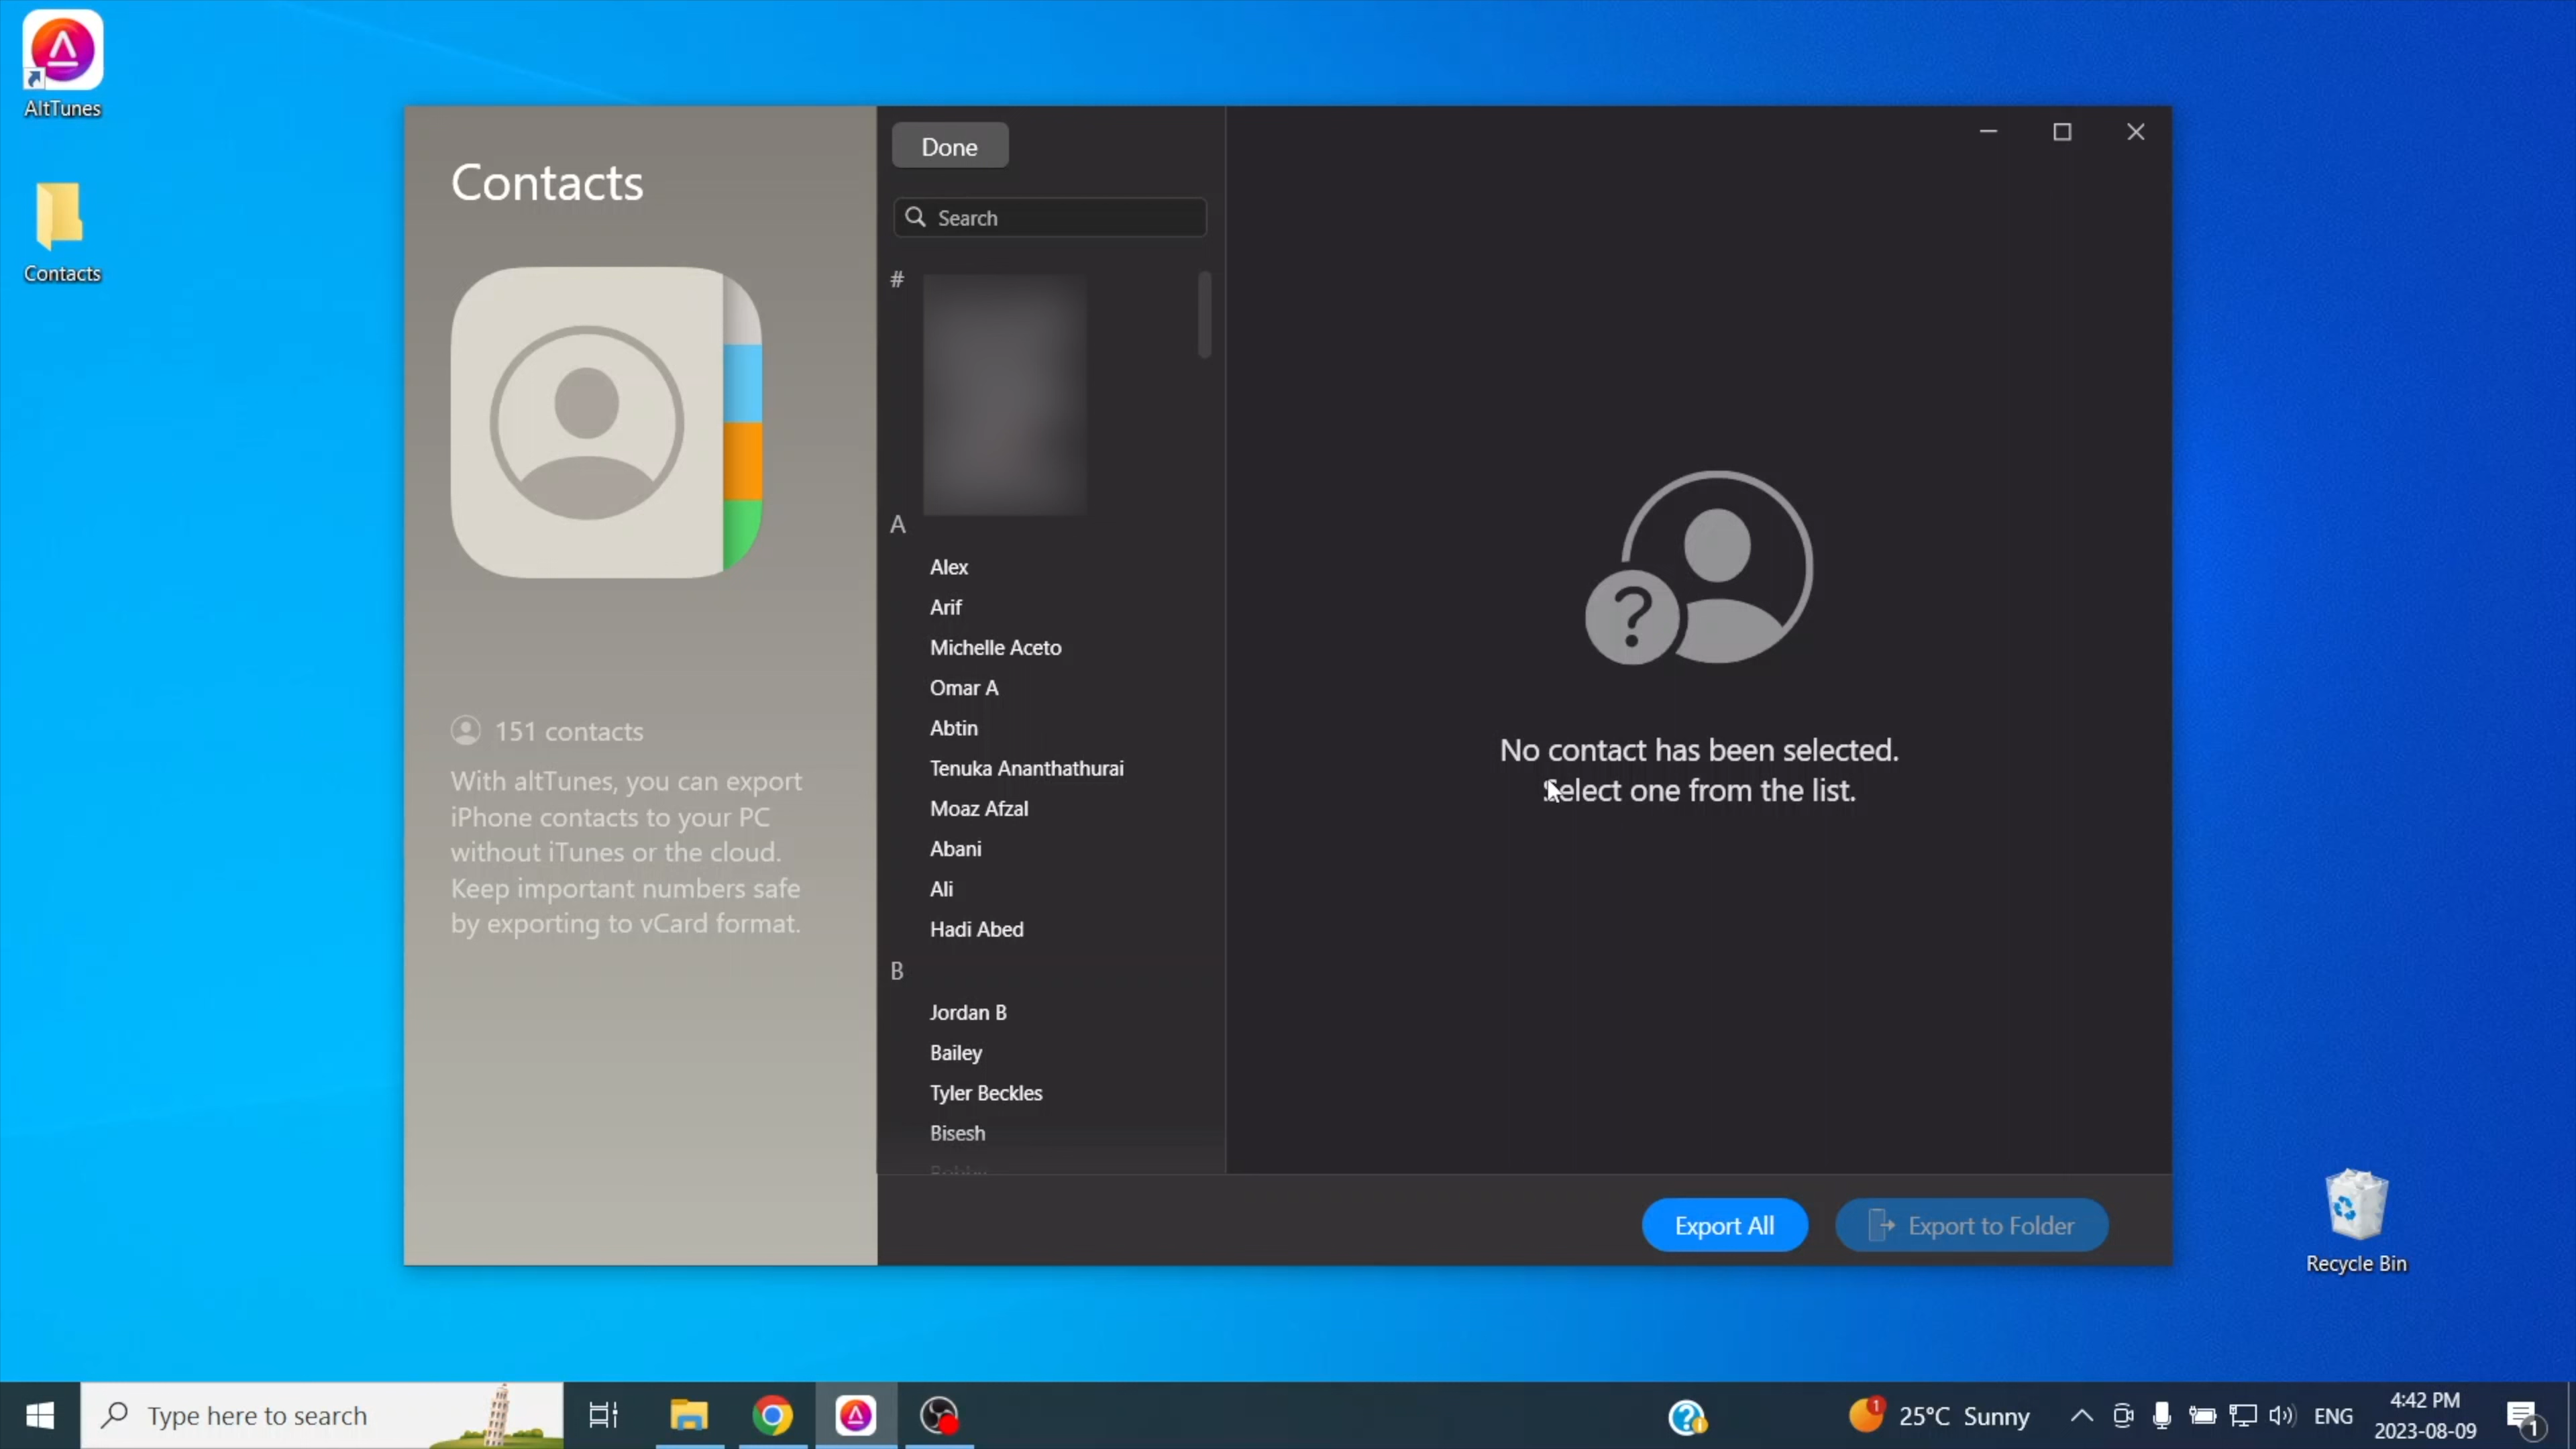 AltTunes
Contacts
Contacts
151 contacts
With altTunes, you can export
iPhone contacts to your PC
without iTunes or the cloud.
Keep important numbers safe
by exporting to vCard format.
Done
Search
#
A
Alex
Arif
Michelle Aceto
Omar A
Abtin
Tenuka Ananthathurai
Moaz Afzal
Abani
Ali
Hadi Abed
B
Jordan B
Bailey
Tyler Beckles
Bisesh
?
No contact has been selected.
Select one from the list.
Export All
Export to Folder
Recycle Bin
Type here to search
?
1
25°C Sunny
ENG
4:42 PM
2023-08-09
1